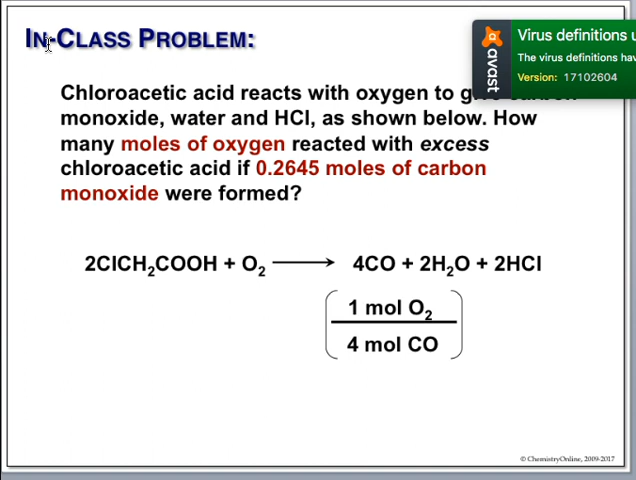 IN-CLASS PROBLEM:
Virus definitions
The virus definitions
Version: 17102604
avast
Chloroacetic acid reacts with oxygen to
monoxide, water and HCl, as shown below. How
many moles of oxygen reacted with excess
chloroacetic acid if 0.2645 moles of carbon
monoxide were formed?
2ClCH₂COOH + O₂ ⟶ 4CO + 2H₂O + 2HCl
1 mol O₂
4 mol CO
© ChemistryOnline, 2009-2017